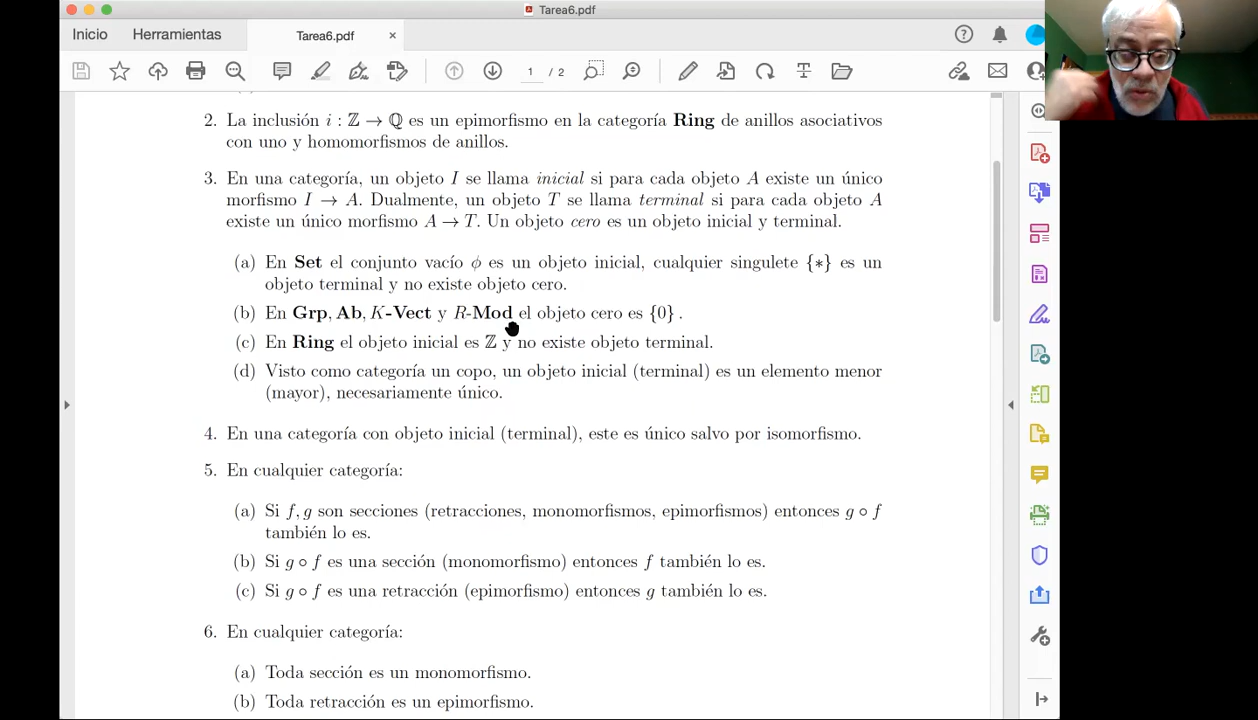 Tarea6.pdf
Inicio Herramientas Tarea6.pdf ×
1 / 2
2. La inclusión i : ℤ → ℚ es un epimorfismo en la categoría Ring de anillos asociativos
con uno y homomorfismos de anillos.
3. En una categoría, un objeto I se llama inicial si para cada objeto A existe un único
morfismo I → A. Dualmente, un objeto T se llama terminal si para cada objeto A
existe un único morfismo A → T. Un objeto cero es un objeto inicial y terminal.
(a) En Set el conjunto vacío ϕ es un objeto inicial, cualquier singulete {∗} es un
objeto terminal y no existe objeto cero.
(b) En Grp, Ab, K-Vect y R-Mod el objeto cero es {0} .
(c) En Ring el objeto inicial es ℤ y no existe objeto terminal.
(d) Visto como categoría un copo, un objeto inicial (terminal) es un elemento menor
(mayor), necesariamente único.
4. En una categoría con objeto inicial (terminal), este es único salvo por isomorfismo.
5. En cualquier categoría:
(a) Si f, g son secciones (retracciones, monomorfismos, epimorfismos) entonces g ∘ f
también lo es.
(b) Si g ∘ f es una sección (monomorfismo) entonces f también lo es.
(c) Si g ∘ f es una retracción (epimorfismo) entonces g también lo es.
6. En cualquier categoría:
(a) Toda sección es un monomorfismo.
(b) Toda retracción es un epimorfismo.